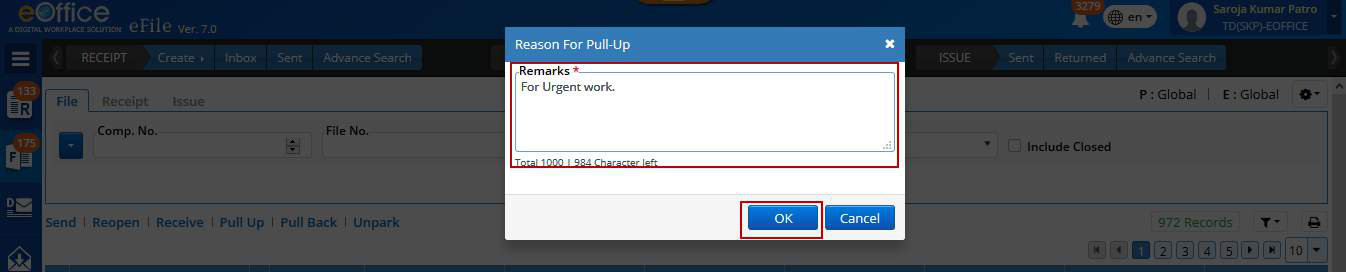 eOffice
A DIGITAL WORKPLACE SOLUTION eFile Ver. 7.0
3279
en
Saroja Kumar Patro
TD(SKP)-EOFFICE
RECEIPT Create Inbox Sent Advance Search
ISSUE Sent Returned Advance Search
Reason For Pull-Up
Remarks *
For Urgent work.
Total 1000 | 984 Character left
OK Cancel
133
R
175
F
D
File Receipt Issue
P : Global | E : Global
Comp. No. File No.
Include Closed
Send Reopen Receive Pull Up Pull Back Unpark
972 Records
1 2 3 4 5 10